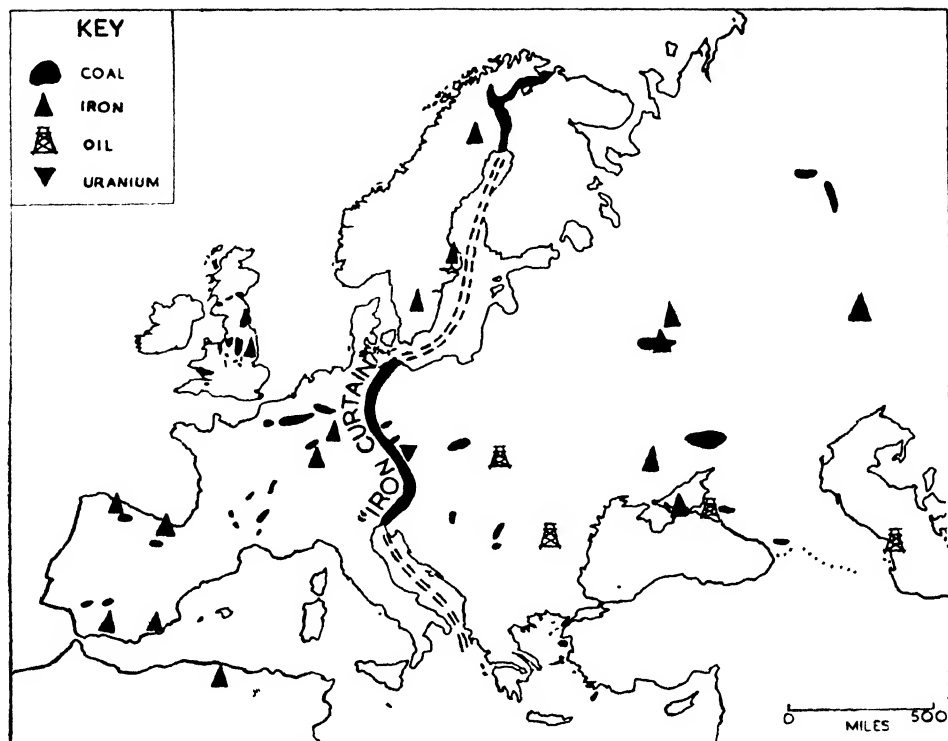 KEY
COAL
IRON
OIL
URANIUM
"IRON CURTAIN"
0 500
MILES